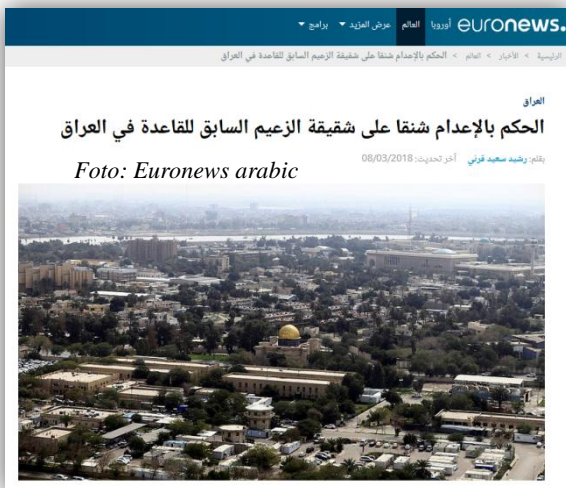 euronews. أوروبا العالم عرض المزيد برامج
الرئيسية > الأخبار > العالم > الحكم بالإعدام شنقا على شقيقة الزعيم السابق للقاعدة في العراق
العراق
الحكم بالإعدام شنقا على شقيقة الزعيم السابق للقاعدة في العراق
بقلم: رشيد سعيد قرني آخر تحديث: 08/03/2018
Foto: Euronews arabic